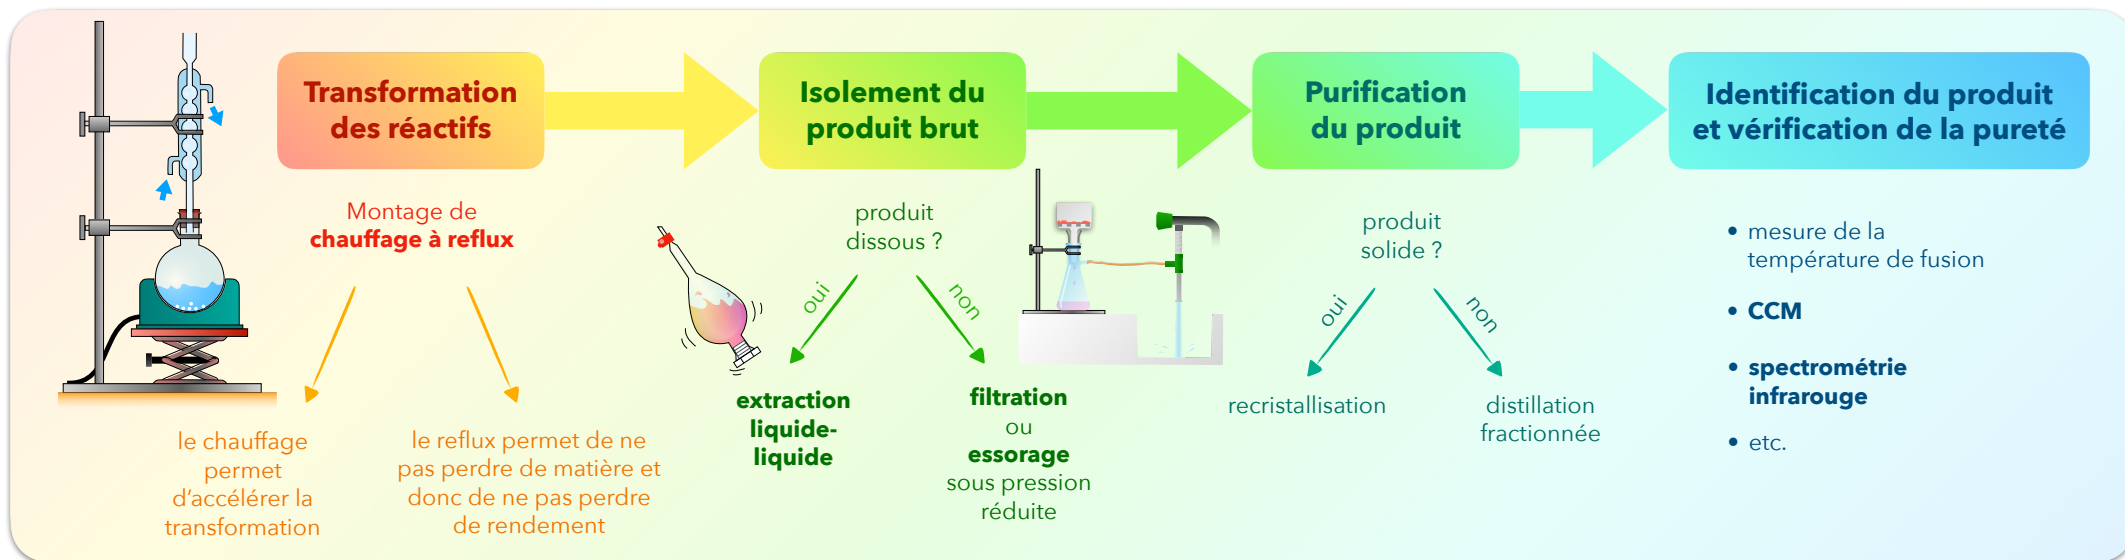 Transformation
des réactifs
Isolement du
produit brut
Purification
du produit
Identification du produit
et vérification de la pureté
Montage de
chauffage à reflux
le chauffage
permet
d'accélérer la
transformation
le reflux permet de ne
pas perdre de matière et
donc de ne pas perdre
de rendement
produit
dissous ?
oui
non
extraction
liquide-
liquide
filtration
ou
essorage
sous pression
réduite
produit
solide ?
oui
non
recristallisation
distillation
fractionnée
• mesure de la
température de fusion
• CCM
• spectrométrie
infrarouge
• etc.